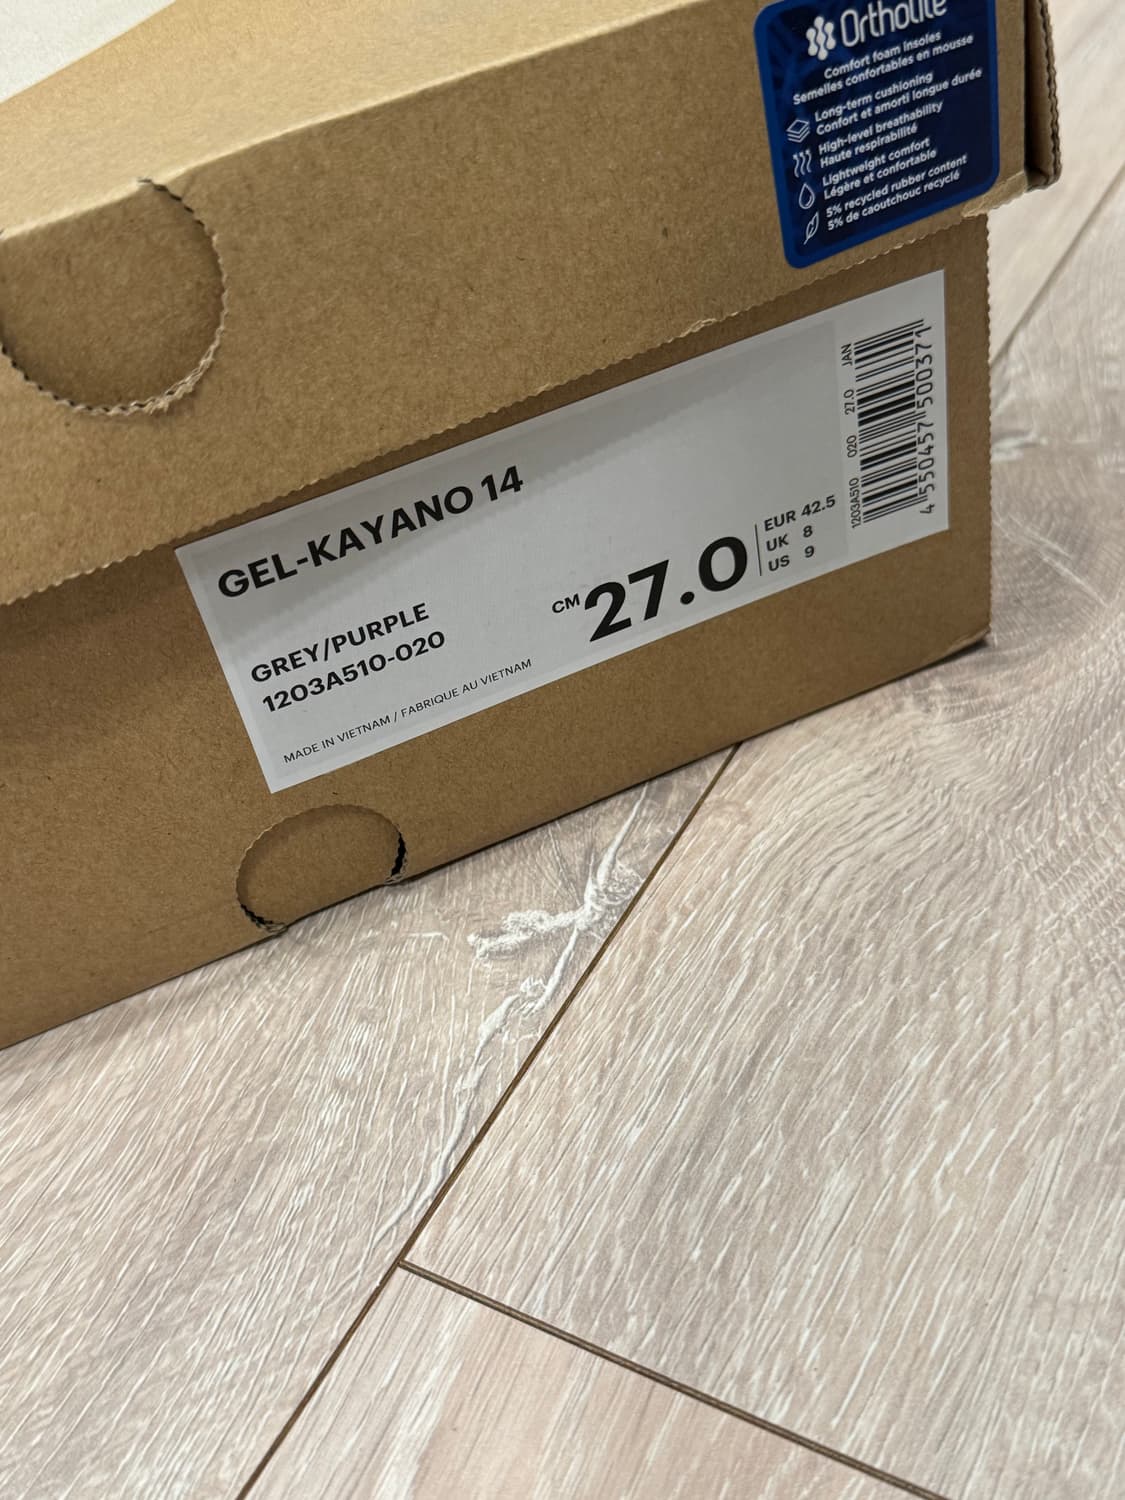 Ortholite
Comfort foam insoles
Semelles confortables en mousse
Long-term cushioning
Confort et amorti longue durée
High-level breathability
Haute respirabilité
Lightweight comfort
Légère et confortable
5% recycled rubber content
5% de caoutchouc recyclé
GEL-KAYANO 14
GREY/PURPLE
1203A510-020
MADE IN VIETNAM / FABRIQUE AU VIETNAM
CM 27.0
EUR 42.5
UK 8
US 9
1203A510 020 27.0 JAN
4 550457 500371